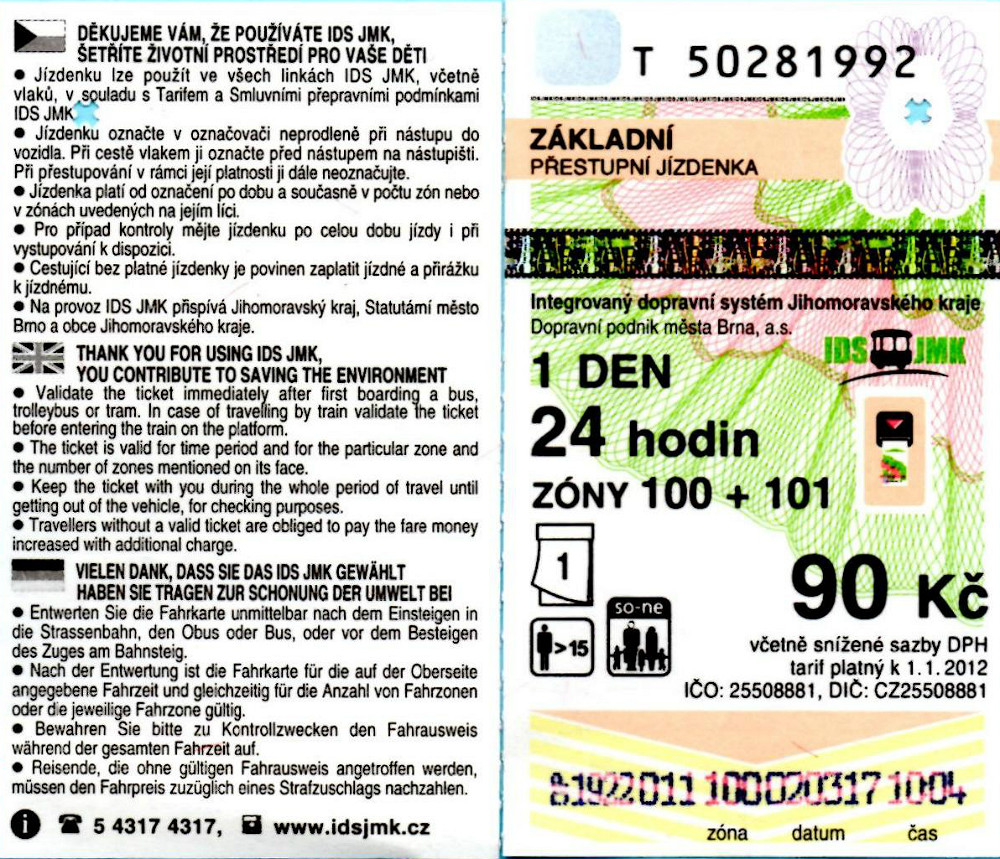 DĚKUJEME VÁM, ŽE POUŽÍVÁTE IDS JMK,
ŠETŘÍTE ŽIVOTNÍ PROSTŘEDÍ PRO VAŠE DĚTI
● Jízdenku lze použít ve všech linkách IDS JMK, včetně
vlaků, v souladu s Tarifem a Smluvními přepravními podmínkami
IDS JMK
● Jízdenku označte v označovači neprodleně při nástupu do
vozidla. Při cestě vlakem ji označte před nástupem na nástupišti.
Při přestupování v rámci její platnosti ji dále neoznačujte.
● Jízdenka platí od označení po dobu a současně v počtu zón nebo
v zónách uvedených na jejím líci.
● Pro případ kontroly mějte jízdenku po celou dobu jízdy i při
vystupování k dispozici.
● Cestující bez platné jízdenky je povinen zaplatit jízdné a přirážku
k jízdnému.
● Na provoz IDS JMK přispívá Jihomoravský kraj, Statutární město
Brno a obce Jihomoravského kraje.
THANK YOU FOR USING IDS JMK,
YOU CONTRIBUTE TO SAVING THE ENVIRONMENT
● Validate the ticket immediately after first boarding a bus,
trolleybus or tram. In case of travelling by train validate the ticket
before entering the train on the platform.
● The ticket is valid for time period and for the particular zone and
the number of zones mentioned on its face.
● Keep the ticket with you during the whole period of travel until
getting out of the vehicle, for checking purposes.
● Travellers without a valid ticket are obliged to pay the fare money
increased with additional charge.
VIELEN DANK, DASS SIE DAS IDS JMK GEWÄHLT
HABEN SIE TRAGEN ZUR SCHONUNG DER UMWELT BEI
● Entwerten Sie die Fahrkarte unmittelbar nach dem Einsteigen in
die Strassenbahn, den Obus oder Bus, oder vor dem Besteigen
des Zuges am Bahnsteig.
● Nach der Entwertung ist die Fahrkarte für die auf der Oberseite
angegebene Fahrzeit und gleichzeitig für die Anzahl von Fahrzonen
oder die jeweilige Fahrzone gültig.
● Bewahren Sie bitte zu Kontrollzwecken den Fahrausweis
während der gesamten Fahrzeit auf.
● Reisende, die ohne gültigen Fahrausweis angetroffen werden,
müssen den Fahrpreis zuzüglich eines Strafzuschlags nachzahlen.
5 4317 4317, www.idsjmk.cz
T 50281992
ZÁKLADNÍ
PŘESTUPNÍ JÍZDENKA
Integrovaný dopravní systém Jihomoravského kraje
Dopravní podnik města Brna, a.s.
IDS JMK
1 DEN
24 hodin
ZÓNY 100 + 101
1
90 Kč
so-ne
>15
včetně snížené sazby DPH
tarif platný k 1.1.2012
IČO: 25508881, DIČ: CZ25508881
81922011 100020317 1004
zóna datum čas